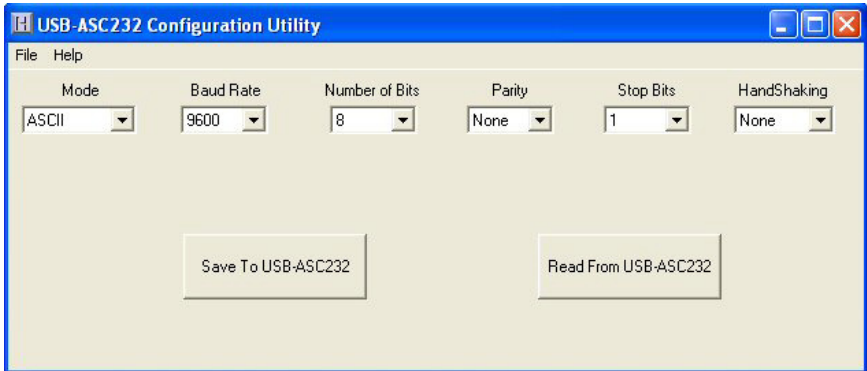 USB-ASC232 Configuration Utility
File Help
Mode Baud Rate Number of Bits Parity Stop Bits HandShaking
ASCII 9600 8 None 1 None
Save To USB-ASC232 Read From USB-ASC232